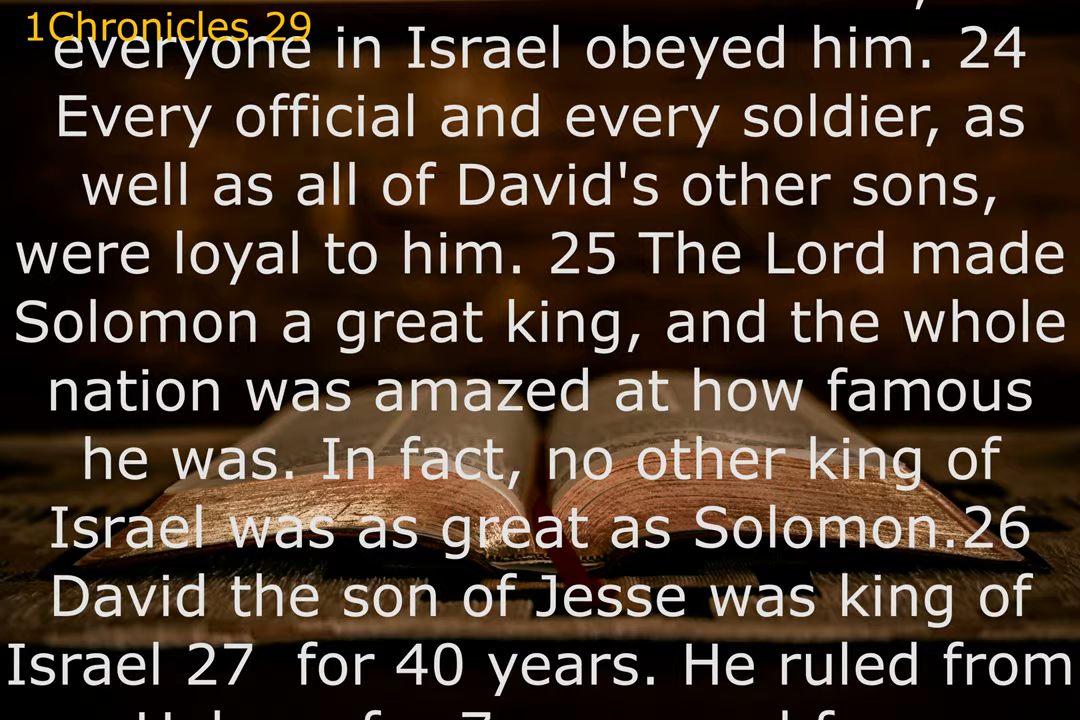 1Chronicles 29
everyone in Israel obeyed him. 24
Every official and every soldier, as
well as all of David's other sons,
were loyal to him. 25 The Lord made
Solomon a great king, and the whole
nation was amazed at how famous
he was. In fact, no other king of
Israel was as great as Solomon.26
David the son of Jesse was king of
Israel 27  for 40 years. He ruled from